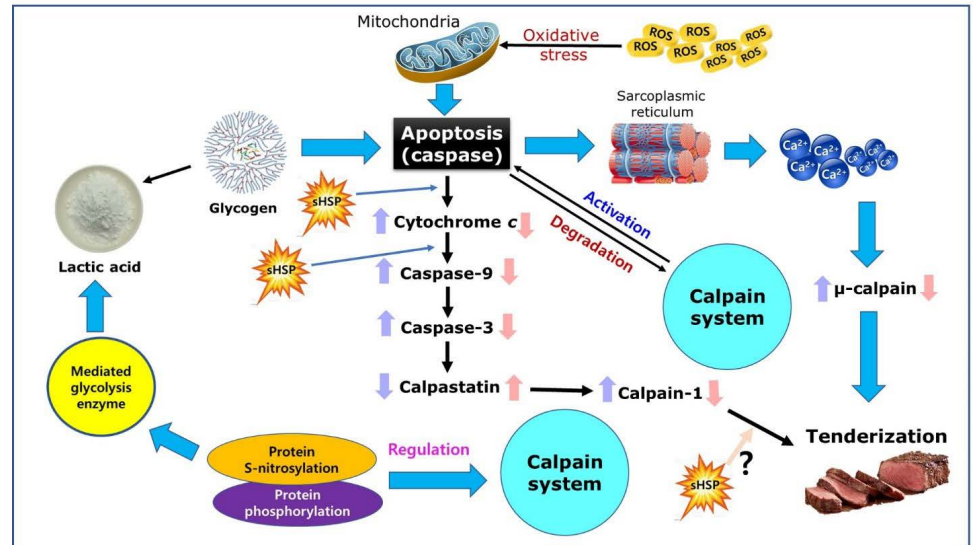 Mitochondria
Oxidative
stress
ROS
ROS
ROS
ROS
ROS
ROS
ROS
ROS
Sarcoplasmic
reticulum
Apoptosis
(caspase)
Ca²⁺
Ca²⁺
Ca²⁺
Ca²⁺
Ca²⁺
Ca²⁺
Ca²⁺
Ca²⁺
Glycogen
sHSP
Activation
Degradation
Cytochrome c
Lactic acid
sHSP
Caspase-9
Calpain
system
μ-calpain
Caspase-3
Mediated
glycolysis
enzyme
Calpastatin
Calpain-1
Tenderization
Protein
S-nitrosylation
Regulation
Calpain
system
?
sHSP
Protein
phosphorylation